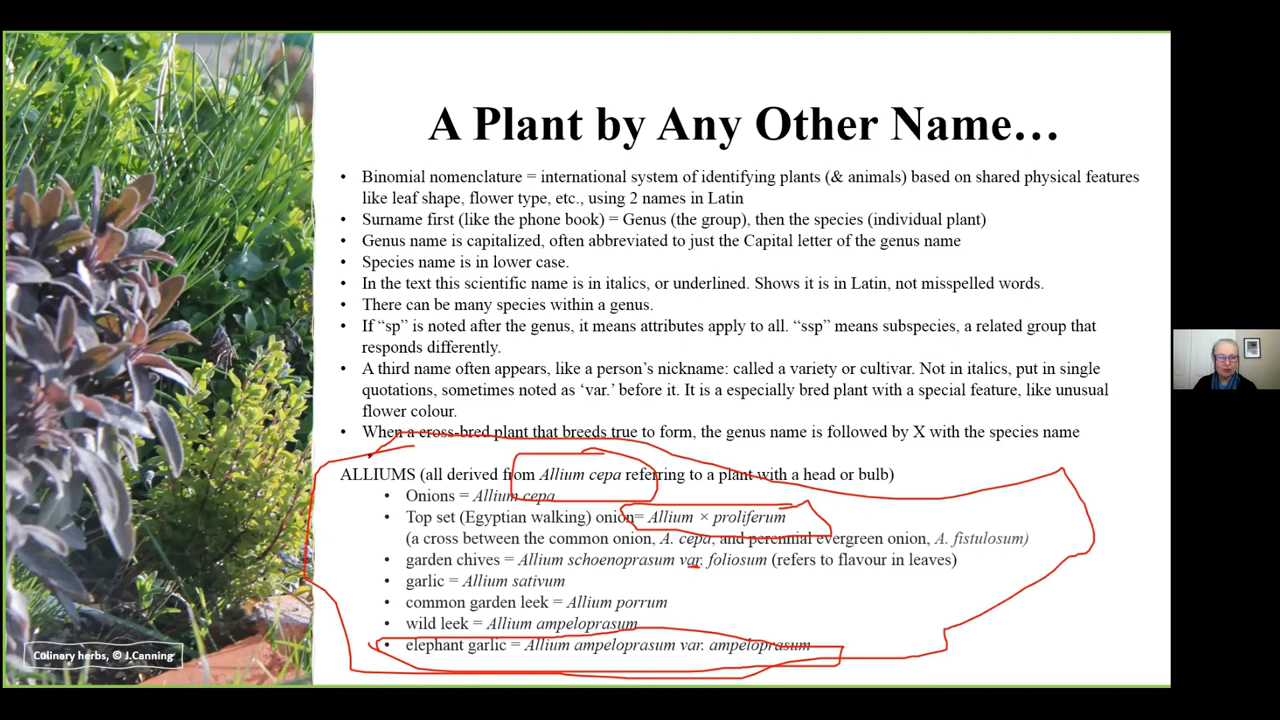 A Plant by Any Other Name…
• Binomial nomenclature = international system of identifying plants (& animals) based on shared physical features
like leaf shape, flower type, etc., using 2 names in Latin
• Surname first (like the phone book) = Genus (the group), then the species (individual plant)
• Genus name is capitalized, often abbreviated to just the Capital letter of the genus name
• Species name is in lower case.
• In the text this scientific name is in italics, or underlined. Shows it is in Latin, not misspelled words.
• There can be many species within a genus.
• If “sp” is noted after the genus, it means attributes apply to all. “ssp” means subspecies, a related group that
responds differently.
• A third name often appears, like a person’s nickname: called a variety or cultivar. Not in italics, put in single
quotations, sometimes noted as ‘var.’ before it. It is a especially bred plant with a special feature, like unusual
flower colour.
• When a cross-bred plant that breeds true to form, the genus name is followed by X with the species name
ALLIUMS (all derived from Allium cepa referring to a plant with a head or bulb)
• Onions = Allium cepa
• Top set (Egyptian walking) onion= Allium × proliferum
(a cross between the common onion, A. cepa, and perennial evergreen onion, A. fistulosum)
• garden chives = Allium schoenoprasum var. foliosum (refers to flavour in leaves)
• garlic = Allium sativum
• common garden leek = Allium porrum
• wild leek = Allium ampeloprasum
• elephant garlic = Allium ampeloprasum var. ampeloprasum
Culinary herbs, © J.Canning